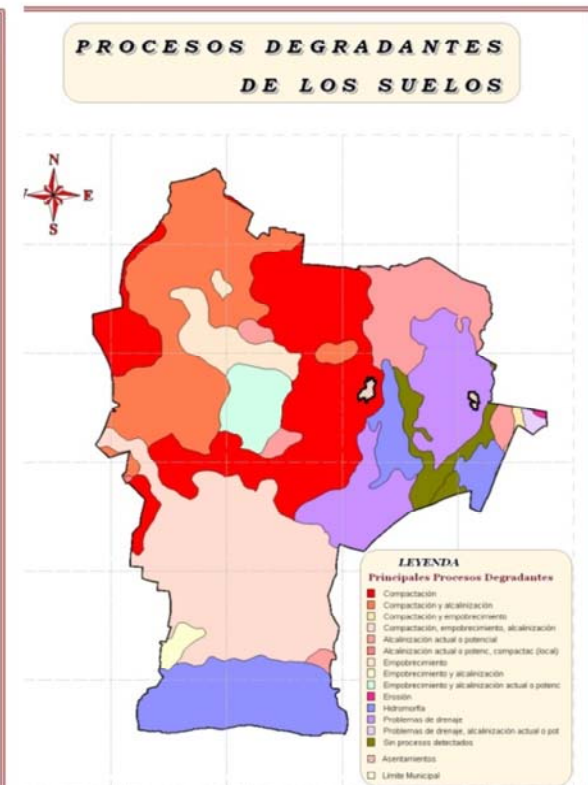 PROCESOS DEGRADANTES
DE LOS SUELOS
N
E
S
LEYENDA
Principales Procesos Degradantes
Compactación
Compactación y alcalinización
Compactación y empobrecimiento
Compactación, empobrecimiento, alcalinización
Alcalinización actual o potencial
Alcalinización actual o potenc, compactac (local)
Empobrecimiento
Empobrecimiento y alcalinización
Empobrecimiento y alcalinización actual o potenc
Erosión
Hidromorfía
Problemas de drenaje
Problemas de drenaje, alcalinización actual o pot
Sin procesos detectados
Asentamientos
Límite Municipal